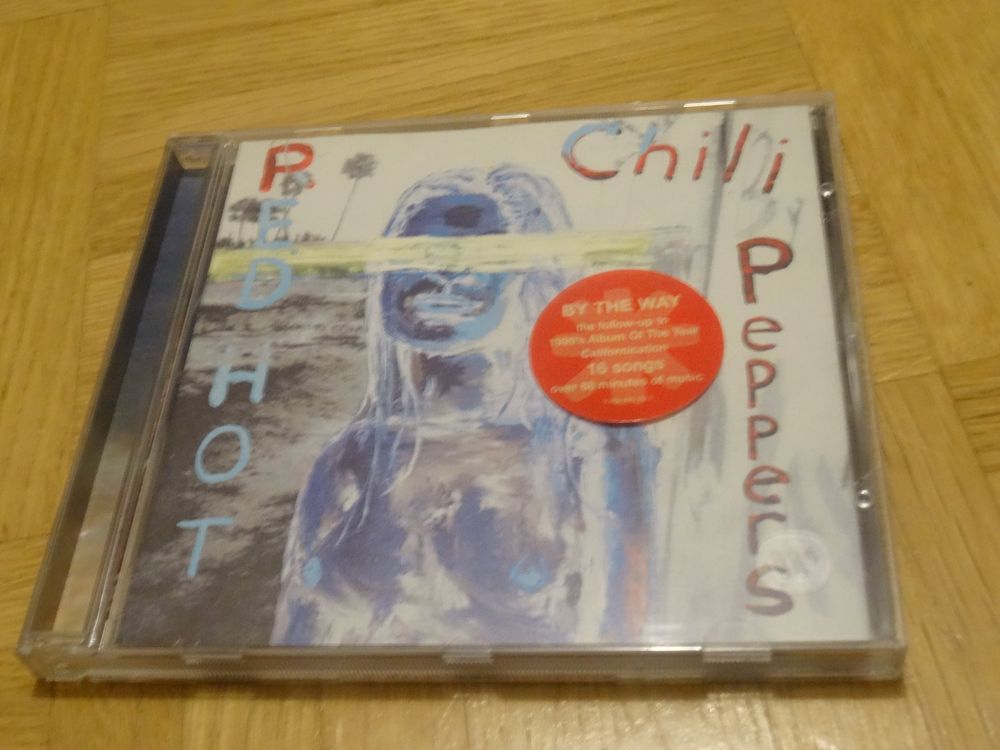 RED HOT
Chili
Peppers
BY THE WAY
the follow-up to
1999's Album Of The Year
Californication
16 songs
over 68 minutes of music